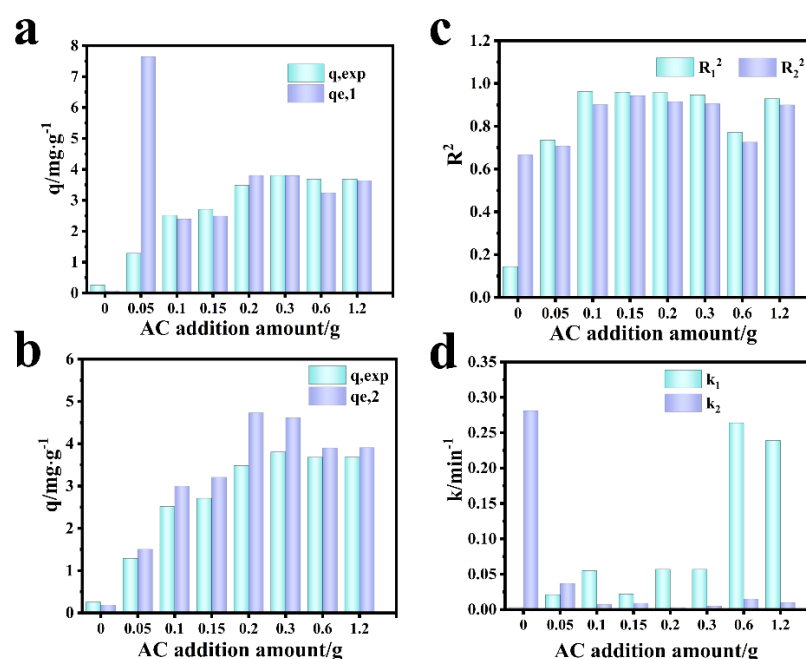 a
8
7
6
5
4
3
2
1
0
q/mg·g⁻¹
q,exp
qe,1
0 0.05 0.1 0.15 0.2 0.3 0.6 1.2
AC addition amount/g
c
1.2
1.0
0.8
0.6
0.4
0.2
0.0
R²
R₁² R₂²
0 0.05 0.1 0.15 0.2 0.3 0.6 1.2
AC addition amount/g
b
6
5
4
3
2
1
0
q/mg·g⁻¹
q,exp
qe,2
0 0.05 0.1 0.15 0.2 0.3 0.6 1.2
AC addition amount/g
d
0.35
0.30
0.25
0.20
0.15
0.10
0.05
0.00
k/min⁻¹
k₁
k₂
0 0.05 0.1 0.15 0.2 0.3 0.6 1.2
AC addition amount/g